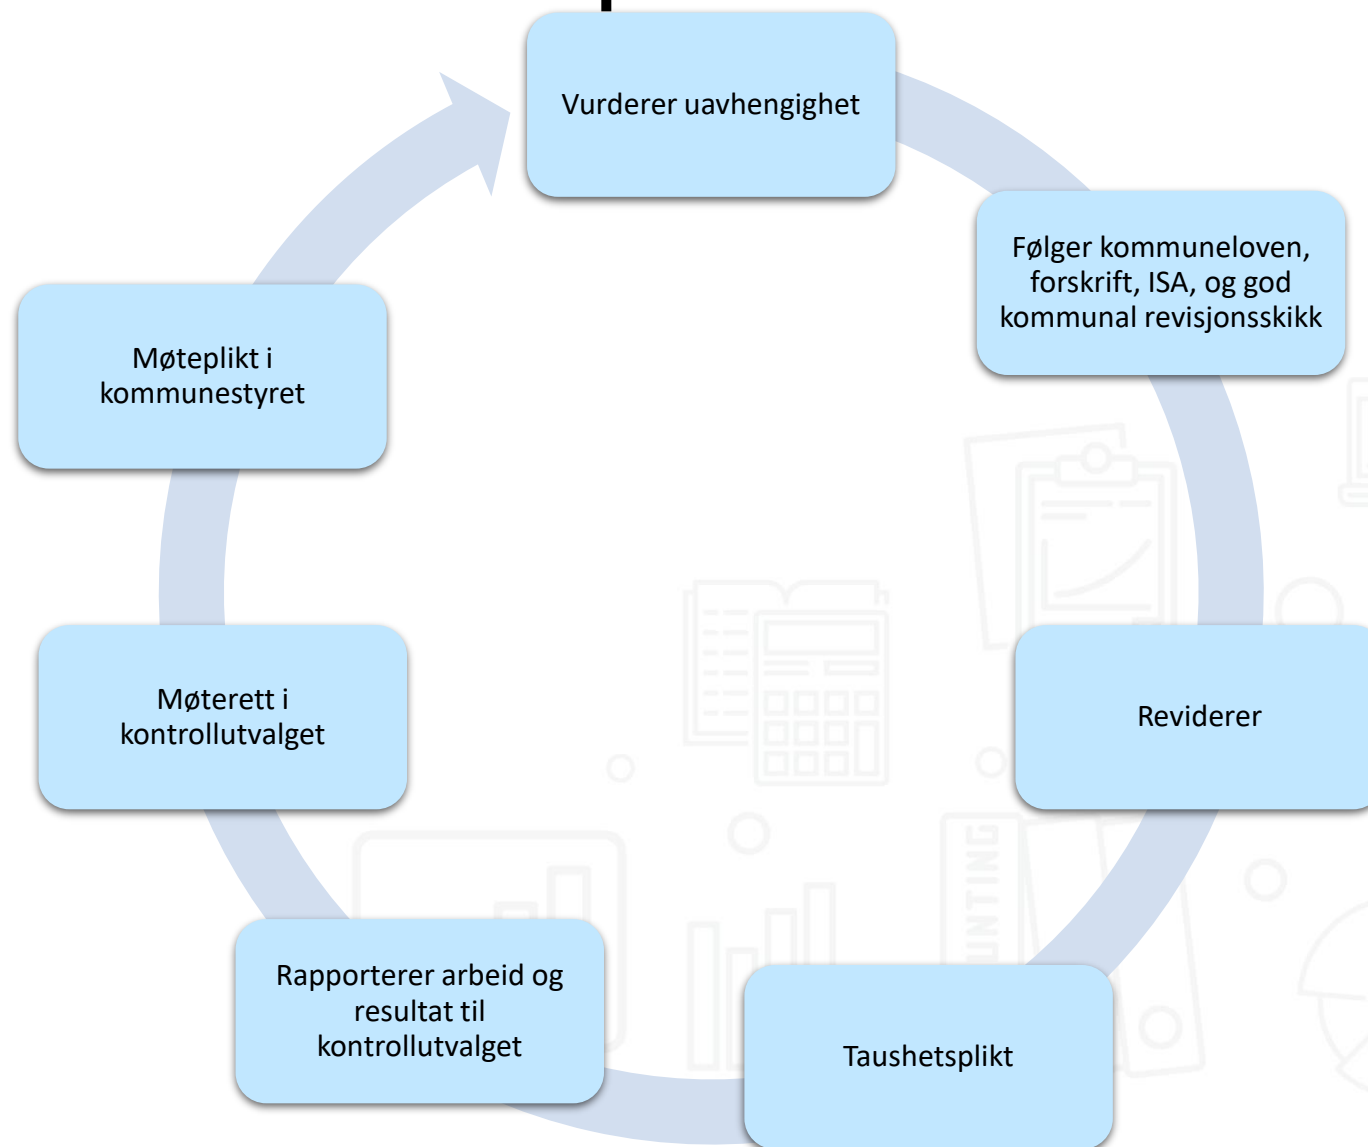 Vurderer uavhengighet
Følger kommuneloven,
forskrift, ISA, og god
kommunal revisjonsskikk
Reviderer
Taushetsplikt
Rapporterer arbeid og
resultat til
kontrollutvalget
Møterett i
kontrollutvalget
Møteplikt i
kommunestyret
UNTING